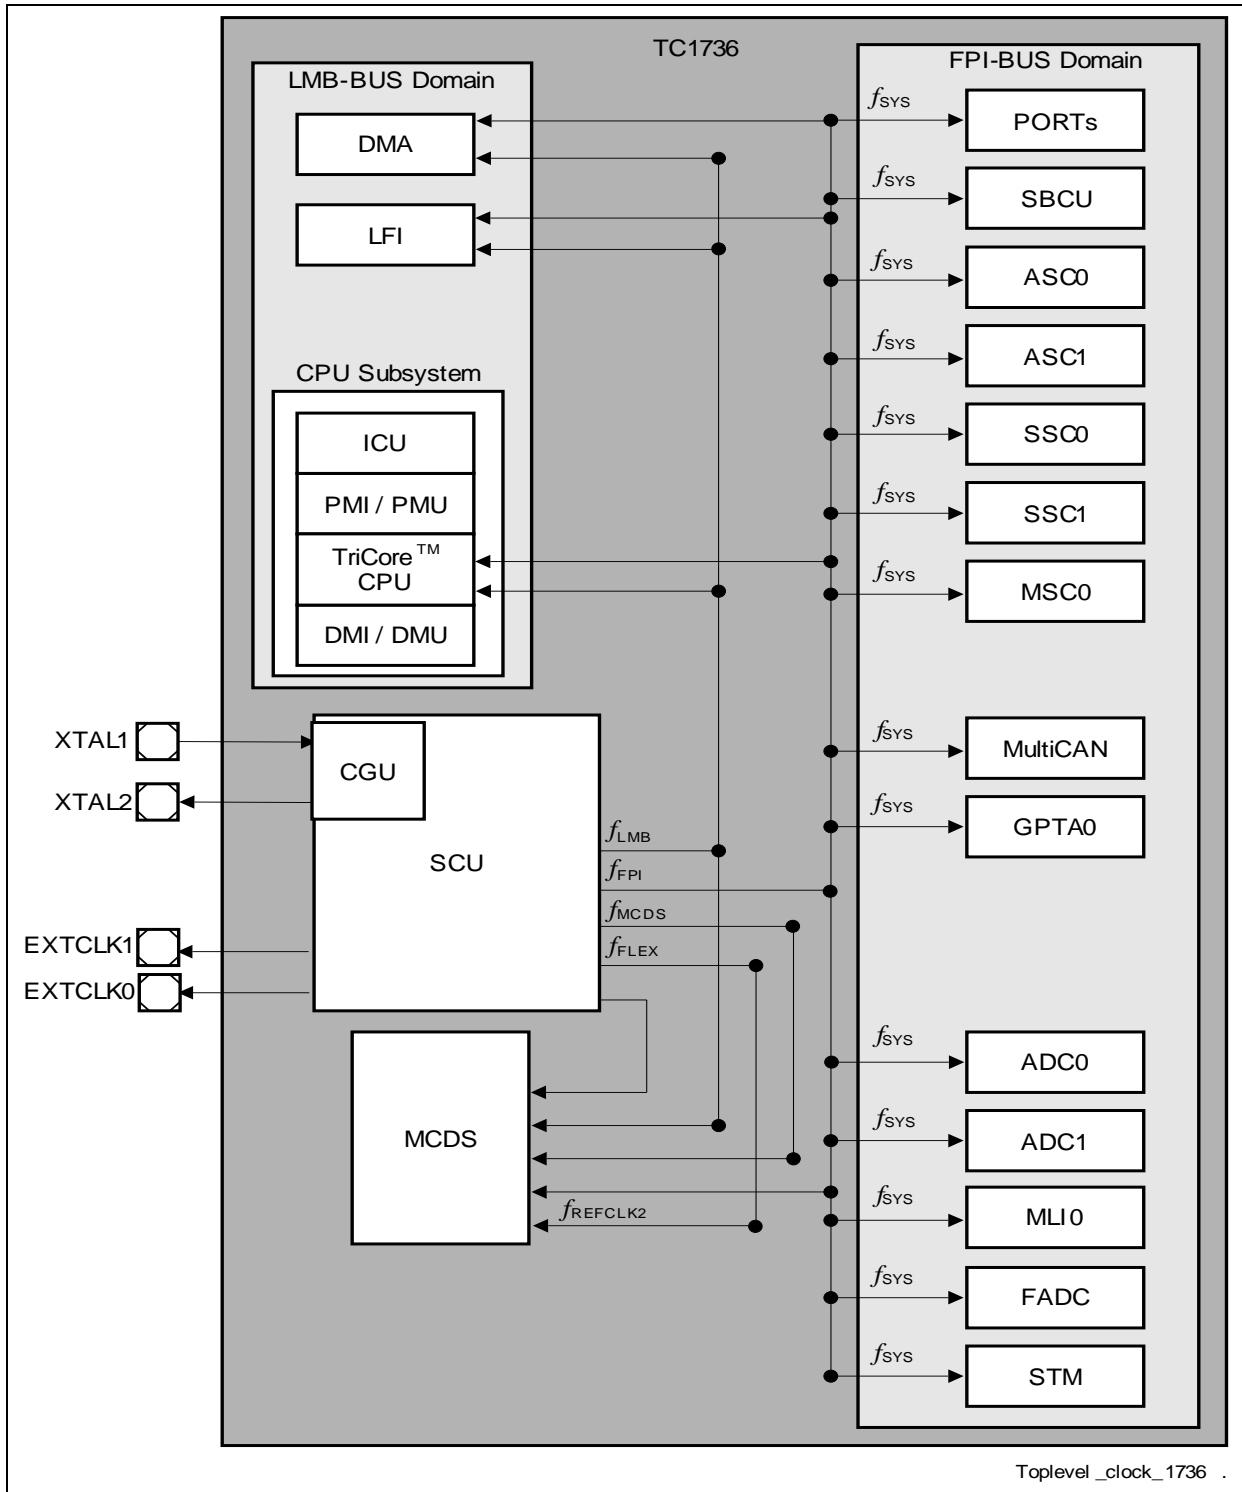 TC1736
LMB-BUS Domain
DMA
LFI
CPU Subsystem
ICU
PMI / PMU
TriCore™
CPU
DMI / DMU
FPI-BUS Domain
fSYS
PORTs
fSYS
SBCU
fSYS
ASC0
fSYS
ASC1
fSYS
SSC0
fSYS
SSC1
fSYS
MSC0
fSYS
MultiCAN
fSYS
GPTA0
fSYS
ADC0
fSYS
ADC1
fSYS
MLI0
fSYS
FADC
fSYS
STM
XTAL1
XTAL2
CGU
SCU
fLMB
fFPI
fMCDS
fFLEX
EXTCLK1
EXTCLK0
MCDS
fREFCLK2
Toplevel _clock_1736 .